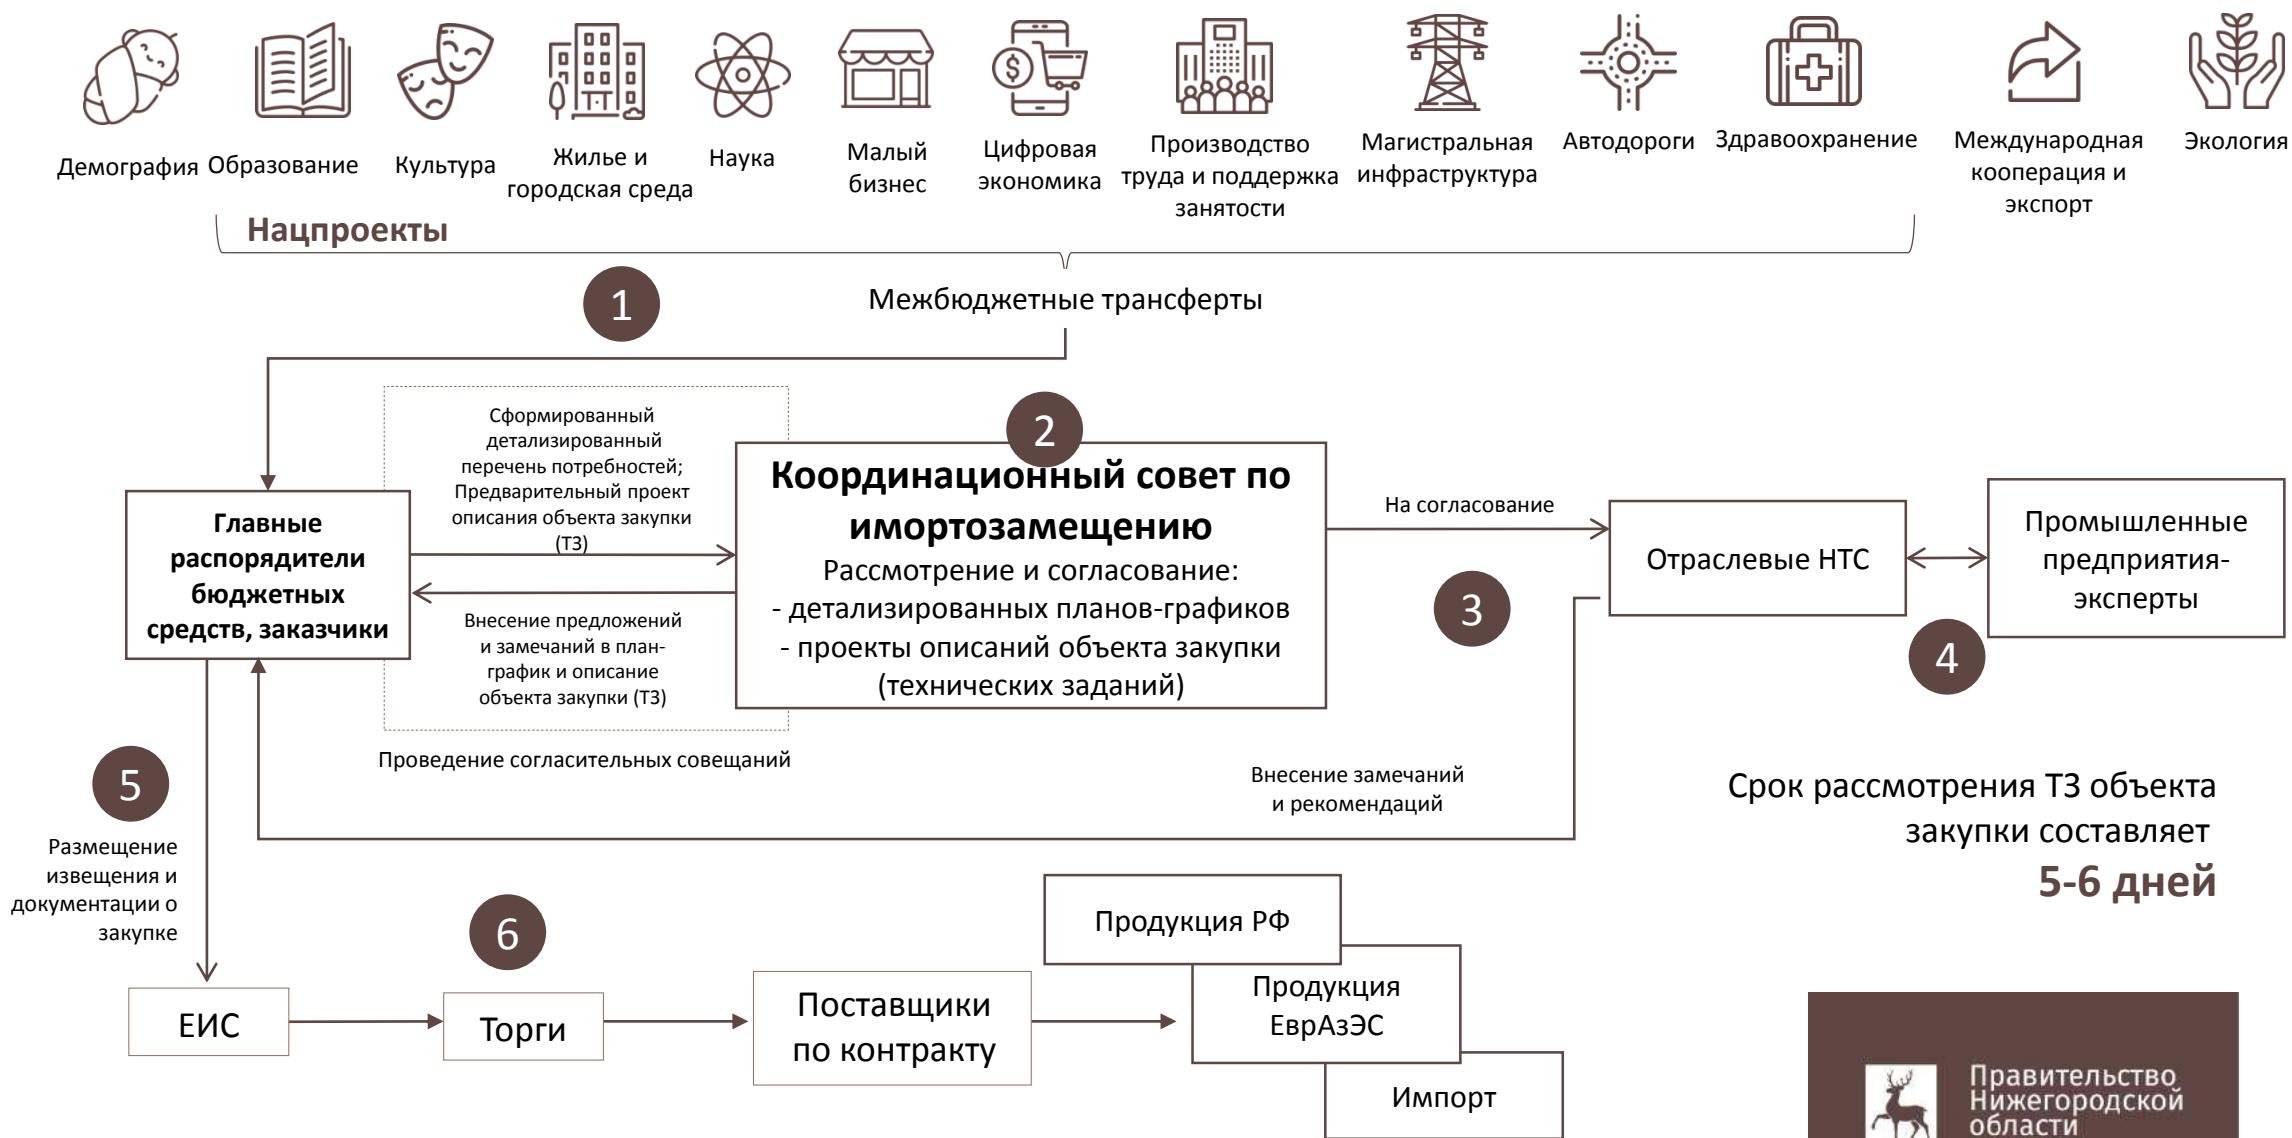 Демография
Образование
Культура
Жилье и
городская среда
Наука
Малый
бизнес
Цифровая
экономика
Производство
труда и поддержка
занятости
Магистральная
инфраструктура
Автодороги
Здравоохранение
Международная
кооперация и
экспорт
Экология
Нацпроекты
1
Межбюджетные трансферты
Сформированный
детализированный
перечень потребностей;
Предварительный проект
описания объекта закупки
(ТЗ)
2
Координационный совет по
имортозамещению
Рассмотрение и согласование:
- детализированных планов-графиков
- проекты описаний объекта закупки
(технических заданий)
Главные
распорядители
бюджетных
средств, заказчики
Внесение предложений
и замечаний в план-
график и описание
объекта закупки (ТЗ)
Проведение согласительных совещаний
На согласование
3
Отраслевые НТС
Промышленные
предприятия-
эксперты
4
Внесение замечаний
и рекомендаций
Срок рассмотрения ТЗ объекта
закупки составляет
5-6 дней
5
Размещение
извещения и
документации о
закупке
6
ЕИС
Торги
Поставщики
по контракту
Продукция РФ
Продукция
ЕврАзЭС
Импорт
$
Правительство
Нижегородской
области